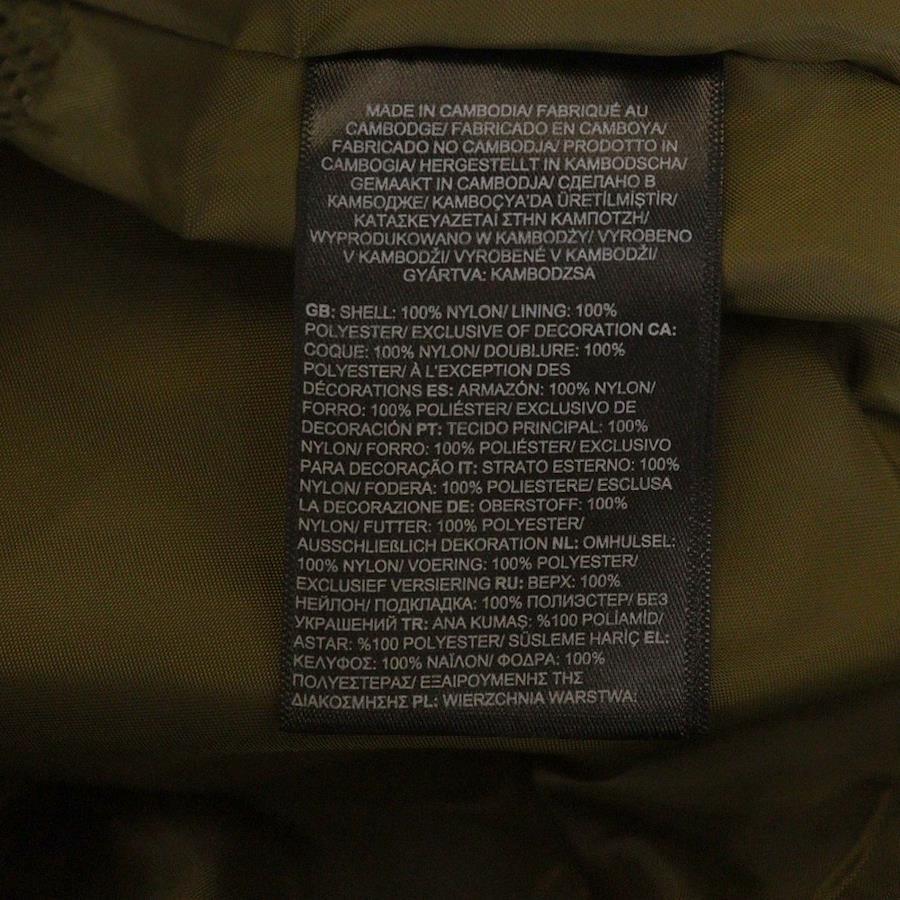 MADE IN CAMBODIA/ FABRIQUÉ AU
CAMBODGE/ FABRICADO EN CAMBOYA/
FABRICADO NO CAMBODJA/ PRODOTTO IN
CAMBOGIA/ HERGESTELLT IN KAMBODSCHA/
GEMAAKT IN CAMBODJA/ СДЕЛАНО В
КАМБОДЖЕ/ KAMBOÇYA'DA ÜRETİLMİŞTİR/
ΚΑΤΑΣΚΕΥΑΖΕΤΑΙ ΣΤΗΝ ΚΑΜΠΟΤΖΗ/
WYPRODUKOWANO W KAMBODŻY/ VYROBENO
V KAMBODŽI/ VYROBENÉ V KAMBODŽI/
GYÁRTVA: KAMBODZSA
GB: SHELL: 100% NYLON/ LINING: 100%
POLYESTER/ EXCLUSIVE OF DECORATION CA:
COQUE: 100% NYLON/ DOUBLURE: 100%
POLYESTER/ À L'EXCEPTION DES
DÉCORATIONS ES: ARMAZÓN: 100% NYLON/
FORRO: 100% POLIÉSTER/ EXCLUSIVO DE
DECORACIÓN PT: TECIDO PRINCIPAL: 100%
NYLON/ FORRO: 100% POLIÉSTER/ EXCLUSIVO
PARA DECORAÇÃO IT: STRATO ESTERNO: 100%
NYLON/ FODERA: 100% POLIESTERE/ ESCLUSA
LA DECORAZIONE DE: OBERSTOFF: 100%
NYLON/ FUTTER: 100% POLYESTER/
AUSSCHLIEßLICH DEKORATION NL: OMHULSEL:
100% NYLON/ VOERING: 100% POLYESTER/
EXCLUSIEF VERSIERING RU: ВЕРХ: 100%
НЕЙЛОН/ ПОДКЛАДКА: 100% ПОЛИЭСТЕР/ БЕЗ
УКРАШЕНИЙ TR: ANA KUMAŞ: %100 POLİAMİD/
ASTAR: %100 POLYESTER/ SÜSLEME HARİÇ EL:
ΚΕΛΥΦΟΣ: 100% ΝΑΪΛΟΝ/ ΦΟΔΡΑ: 100%
ΠΟΛΥΕΣΤΕΡΑΣ/ ΕΞΑΙΡΟΥΜΕΝΗΣ ΤΗΣ
ΔΙΑΚΟΣΜΗΣΗΣ PL: WIERZCHNIA WARSTWA: